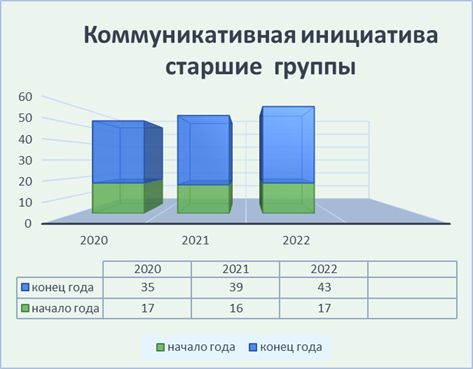 Коммуникативная инициатива
старшие группы
60
50
40
30
20
10
0
2020 2021 2022
2020 2021 2022
конец года 35 39 43
начало года 17 16 17
начало года конец года